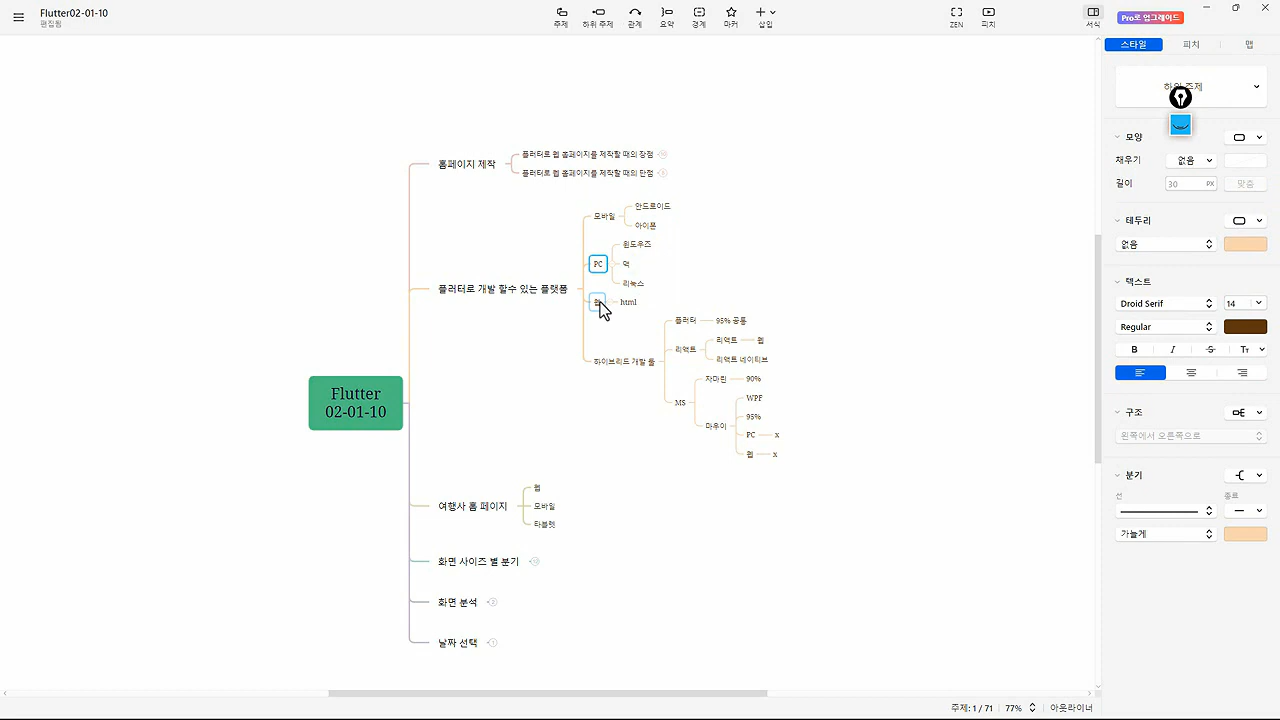 Flutter02-01-10
편집됨
주제
하위 주제
관계
요약
경계
마커
삽입
ZEN
피치
서식
Pro로 업그레이드
스타일
피치
맵
모양
채우기
없음
길이
30
PX
맞춤
테두리
없음
텍스트
Droid Serif
14
Regular
B
I
S
Tт
구조
왼쪽에서 오른쪽으로
분기
선
종류
가늘게
홈페이지 제작
플러터로 웹 홈페이지를 제작할 때의 장점
플러터로 웹 홈페이지를 제작할 때의 단점
플러터로 개발 할수 있는 플랫폼
모바일
안드로이드
아이폰
PC
윈도우즈
맥
리눅스
html
하이브리드 개발 툴
플러터
95% 공통
리액트
리액트
웹
리액트 네이티브
MS
자마린
90%
마우이
WPF
95%
PC
x
웹
x
Flutter
02-01-10
여행사 홈 페이지
웹
모바일
타블렛
화면 사이즈 별 분기
화면 분석
2
날짜 선택
1
주제: 1 / 71
77%
아웃라이너